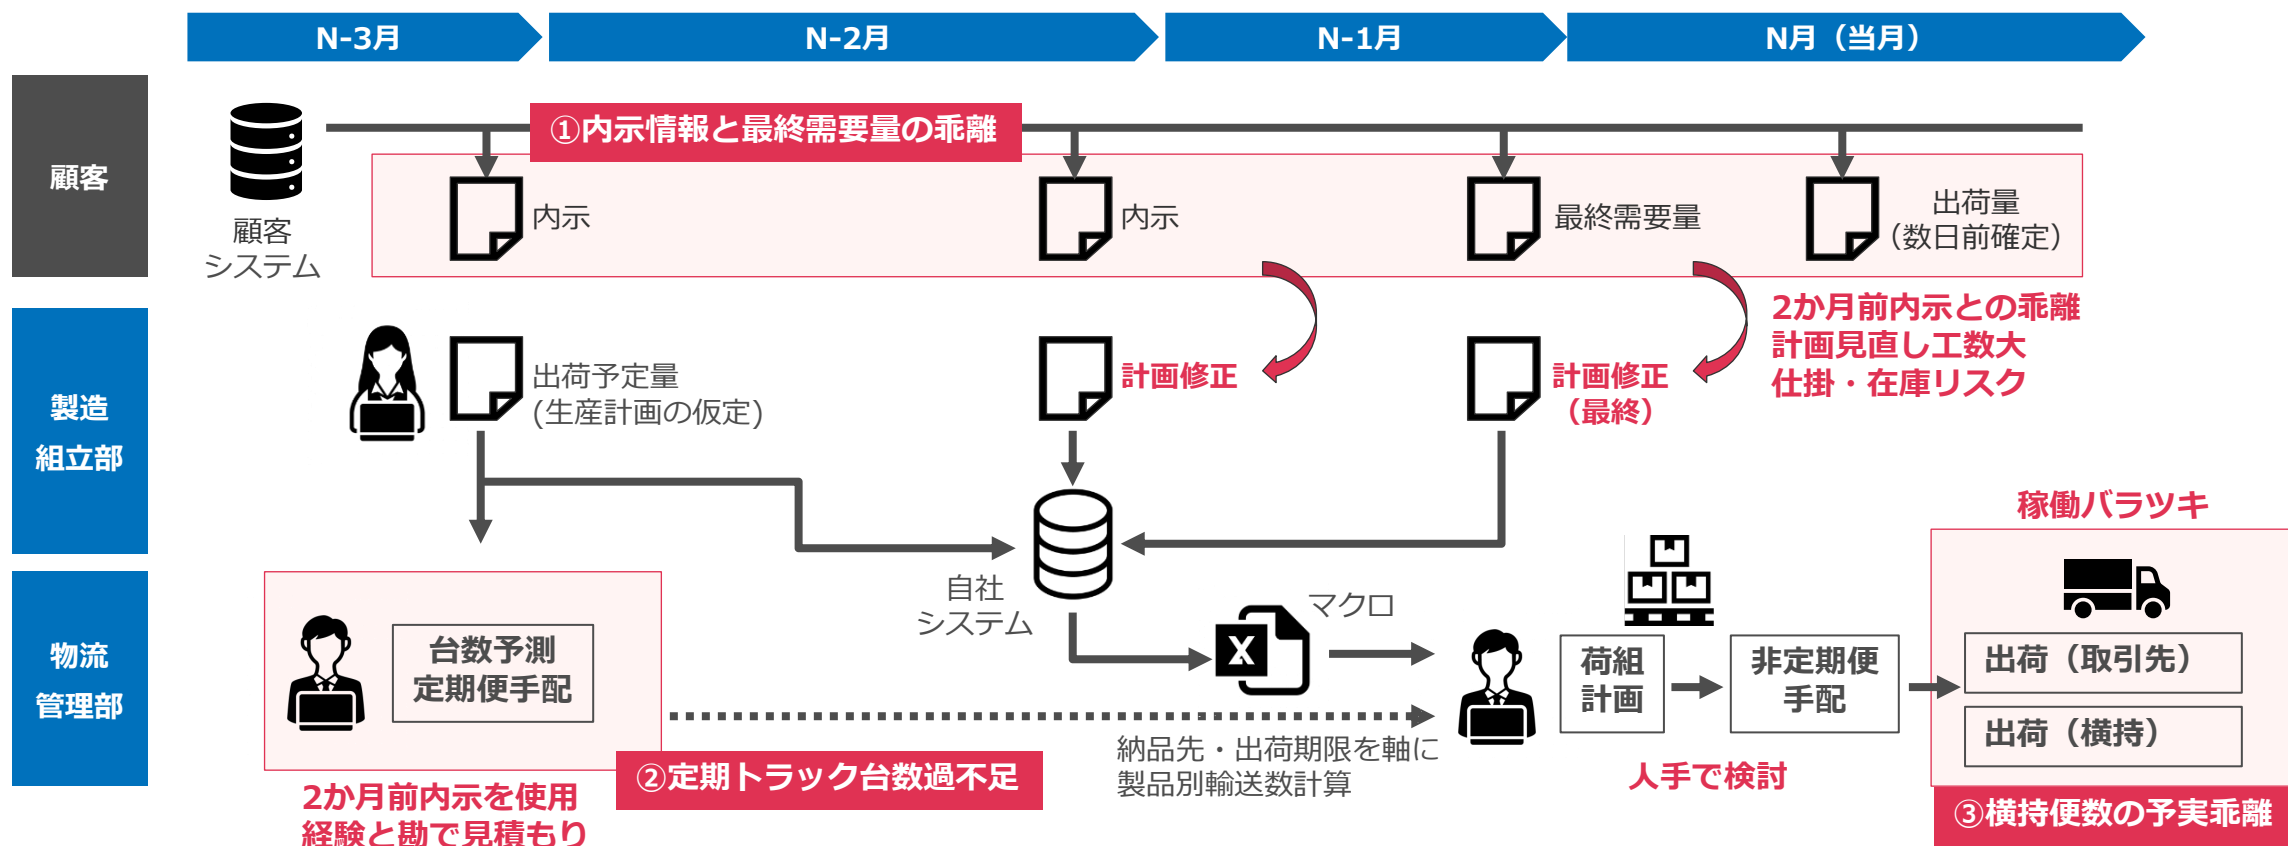 N-3月
N-2月
N-1月
N月（当月）
顧客
①内示情報と最終需要量の乖離
顧客
システム
内示
内示
最終需要量
出荷量
（数日前確定）
製造
組立部
出荷予定量
(生産計画の仮定)
計画修正
計画修正
（最終）
2か月前内示との乖離
計画見直し工数大
仕掛・在庫リスク
自社
システム
稼働バラツキ
物流
管理部
台数予測
定期便手配
X
マクロ
荷組
計画
非定期便
手配
出荷（取引先）
出荷（横持）
2か月前内示を使用
経験と勘で見積もり
②定期トラック台数過不足
納品先・出荷期限を軸に
製品別輸送数計算
人手で検討
③横持便数の予実乖離